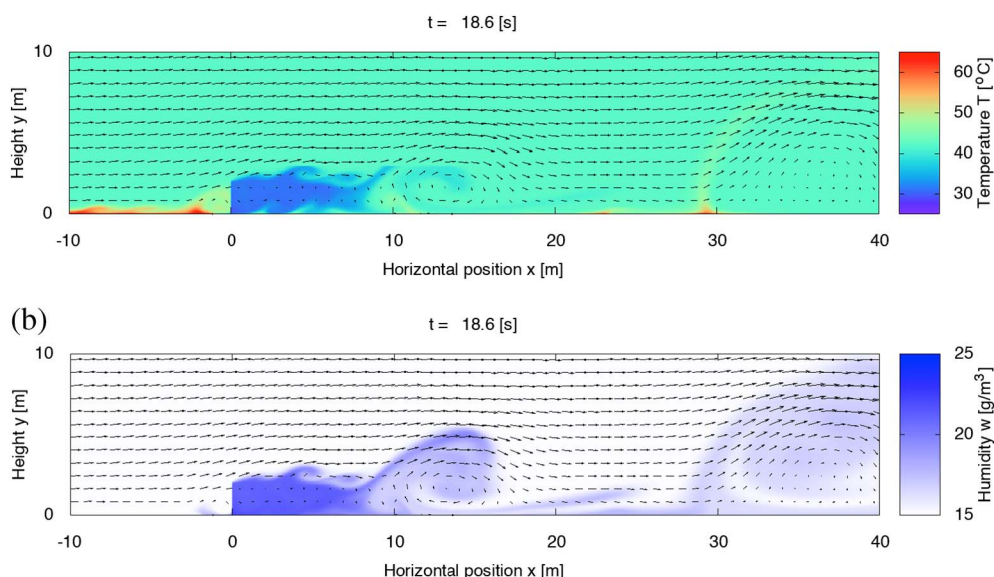 t = 18.6 [s]
10
Height y [m]
0
-10 0 10 20 30 40
Horizontal position x [m]
60
50
40
30
Temperature T [°C]
(b)
t = 18.6 [s]
10
Height y [m]
0
-10 0 10 20 30 40
Horizontal position x [m]
25
20
15
Humidity w [g/m³]